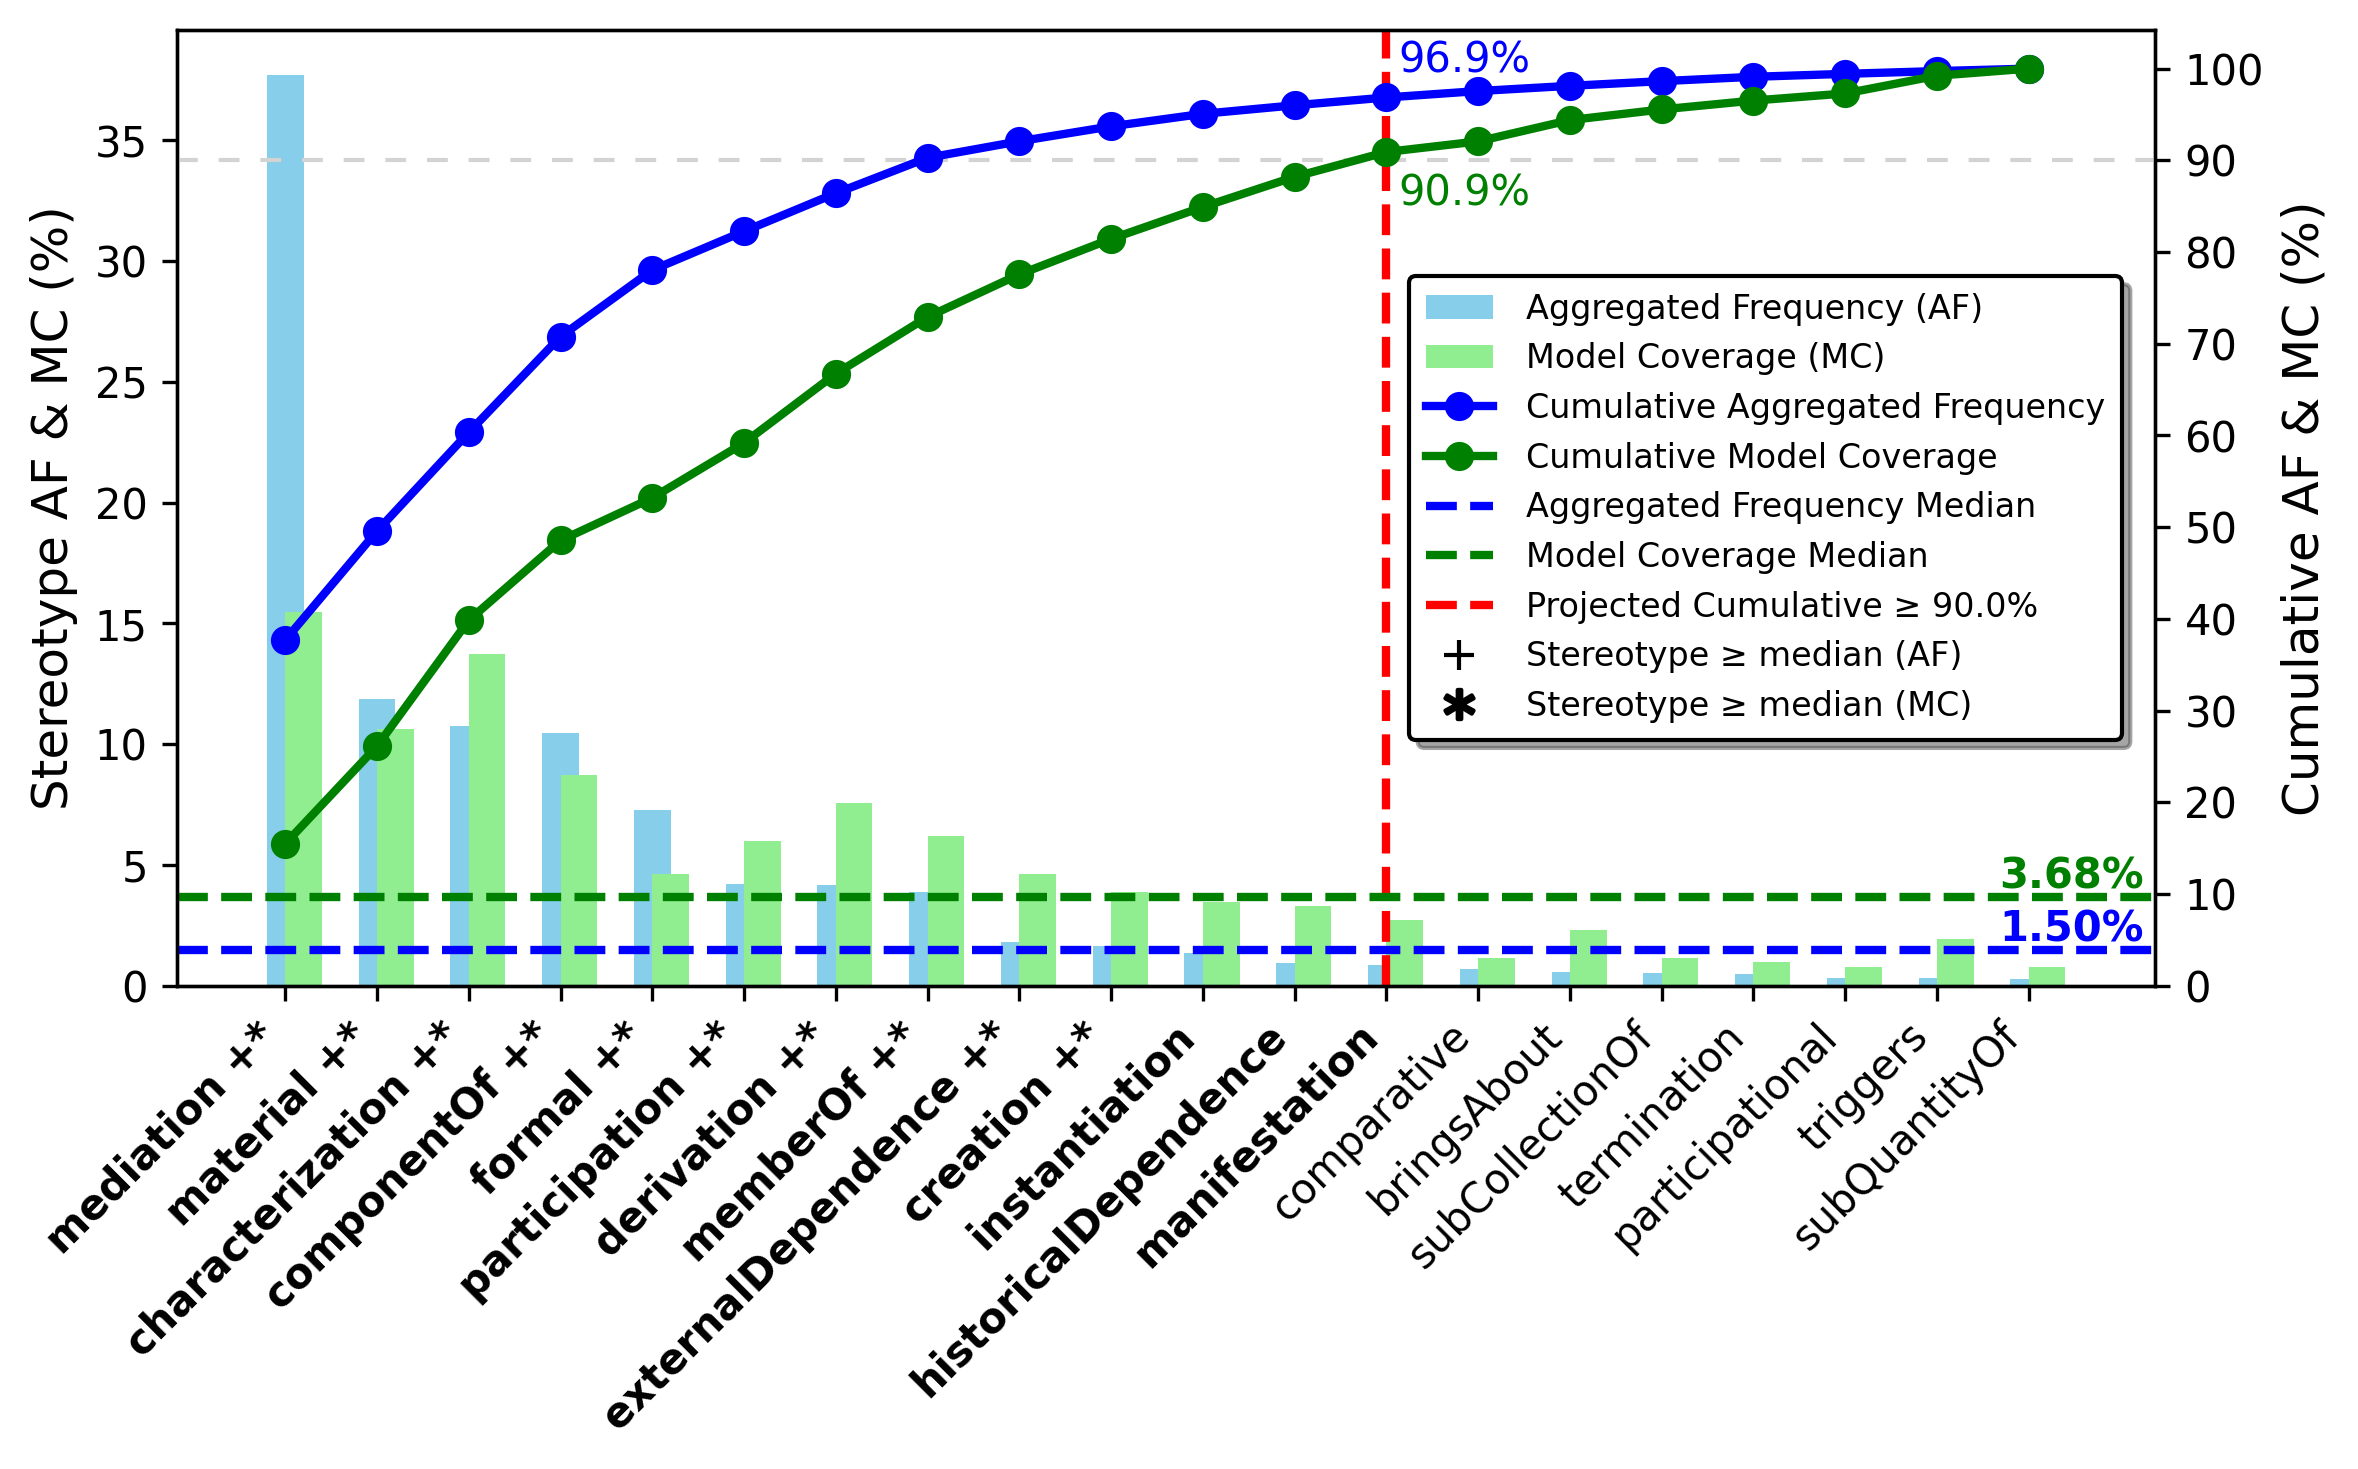 96.9%
90.9%
35
30
25
20
15
10
5
0
Stereotype AF & MC (%)
100
90
80
70
60
50
40
30
20
10
0
Cumulative AF & MC (%)
Aggregated Frequency (AF)
Model Coverage (MC)
Cumulative Aggregated Frequency
Cumulative Model Coverage
Aggregated Frequency Median
Model Coverage Median
Projected Cumulative ≥ 90.0%
Stereotype ≥ median (AF)
Stereotype ≥ median (MC)
3.68%
1.50%
mediation +*
material +*
characterization +*
componentOf +*
formal +*
participation +*
derivation +*
memberOf +*
externalDependence +*
creation +*
instantiation
historicalDependence
manifestation
comparative
bringsAbout
subCollectionOf
termination
participational
triggers
subQuantityOf